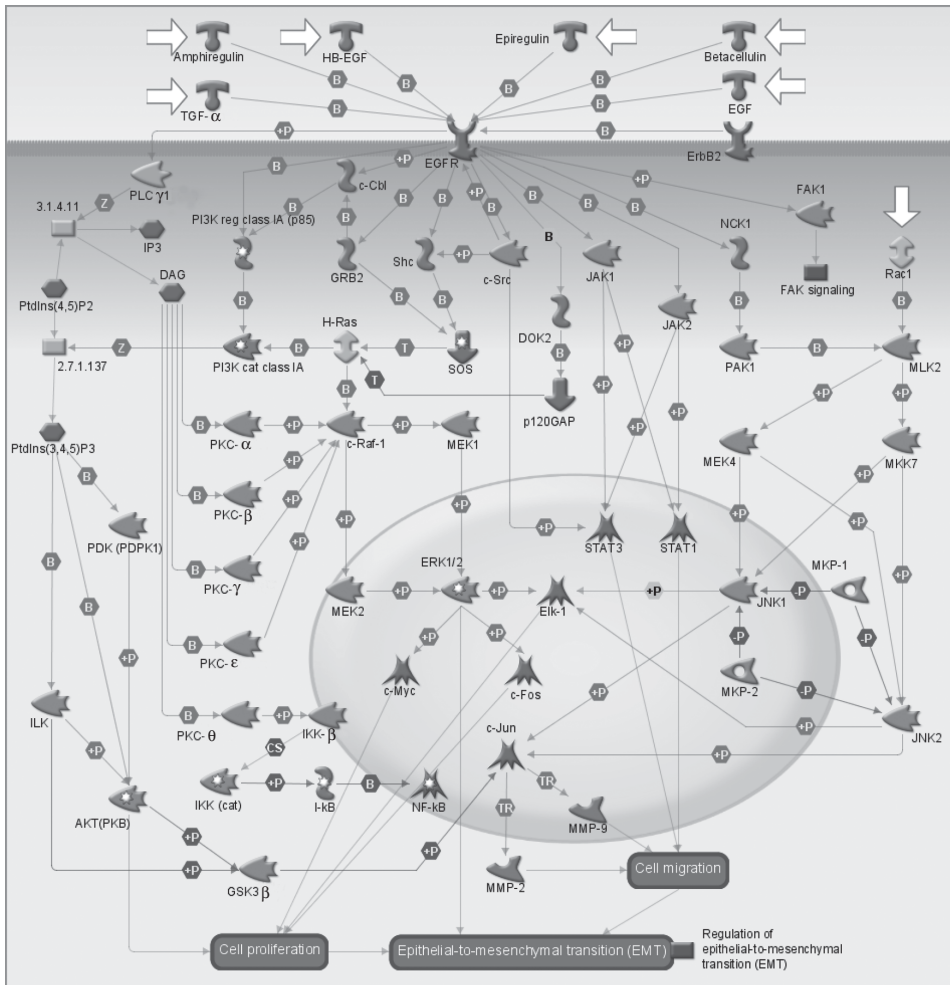 Amphiregulin
HB-EGF
Epiregulin
Betacellulin
B
B
B
B
TGF- α
B
B
EGF
+P
B
EGFR
ErbB2
PLC γ1
B
+P
c-Cbl
+P
B
B
+P
FAK1
3.1.4.11
Z
PI3K reg class IA (p85)
B
B
B
B
B
B
B
NCK1
IP3
GRB2
Shc
+P
c-Src
B
JAK1
FAK signaling
Rac1
DAG
PtdIns(4,5)P2
B
B
B
DOK2
JAK2
B
B
H-Ras
Z
B
T
B
+P
B
2.7.1.137
PI3K cat class IA
SOS
PAK1
MLK2
T
B
+P
+P
+P
+P
p120GAP
PtdIns(3,4,5)P3
B
PKC- α
+P
c-Raf-1
+P
MEK1
MEK4
MKK7
B
+P
+P
B
PKC- β
+P
+P
+P
+P
+P
PDK (PDPK1)
+P
+P
STAT3
STAT1
B
B
PKC-γ
ERK1/2
MKP-1
+P
B
MEK2
+P
+P
Elk-1
+P
JNK1
-P
+P
+P
-P
-P
B
PKC- ε
c-Myc
c-Fos
MKP-2
-P
+P
ILK
B
PKC- θ
+P
IKK- β
c-Jun
+P
JNK2
+P
CS
+P
IKK (cat)
+P
I-kB
B
NF-kB
TR
TR
AKT(PKB)
MMP-9
+P
+P
+P
GSK3 β
MMP-2
Cell migration
Cell proliferation
Epithelial-to-mesenchymal transition (EMT)
Regulation of
epithelial-to-mesenchymal
transition (EMT)